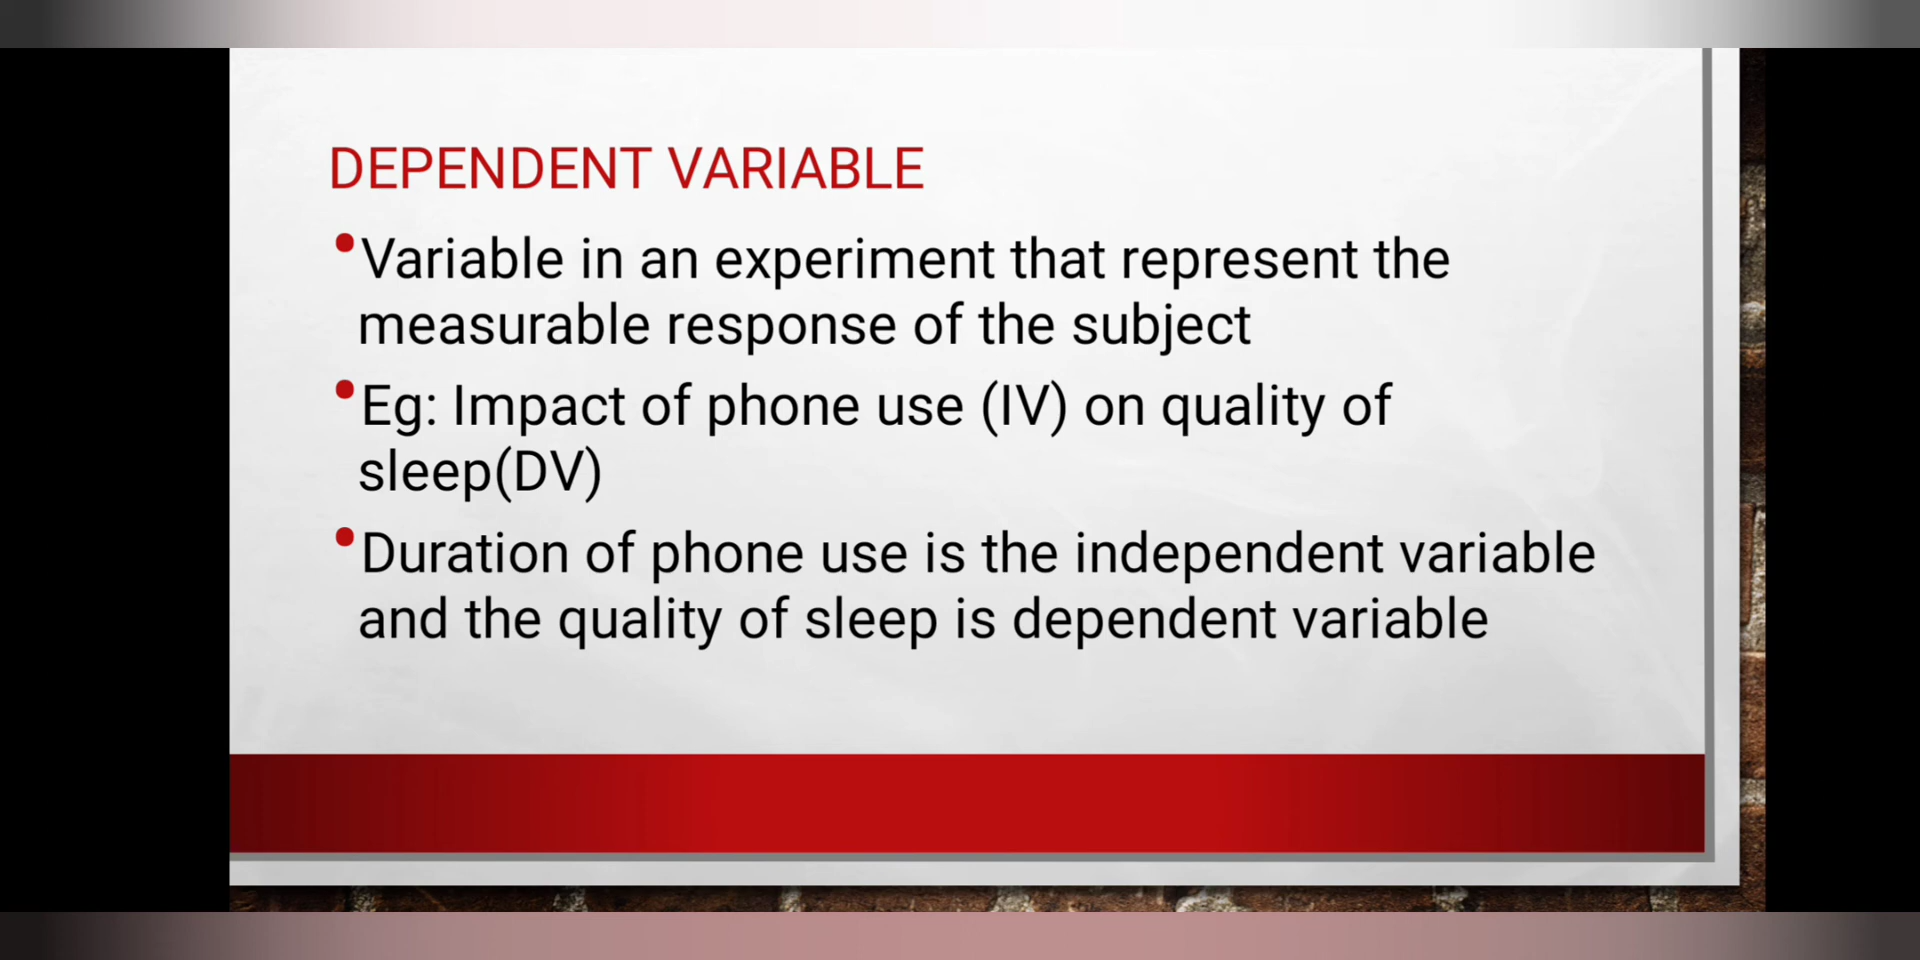 DEPENDENT VARIABLE
•Variable in an experiment that represent the
measurable response of the subject
•Eg: Impact of phone use (IV) on quality of
sleep(DV)
•Duration of phone use is the independent variable
and the quality of sleep is dependent variable